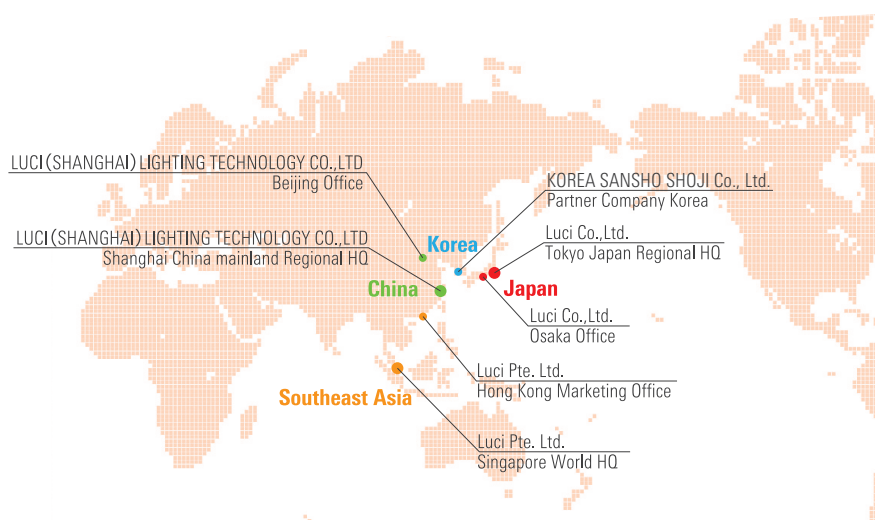 LUCI (SHANGHAI) LIGHTING TECHNOLOGY CO.,LTD
Beijing Office
KOREA SANSHO SHOJI Co., Ltd.
Partner Company Korea
Korea
LUCI (SHANGHAI) LIGHTING TECHNOLOGY CO.,LTD
Shanghai China mainland Regional HQ
Luci Co.,Ltd.
Tokyo Japan Regional HQ
China
Japan
Luci Co.,Ltd.
Osaka Office
Luci Pte. Ltd.
Hong Kong Marketing Office
Southeast Asia
Luci Pte. Ltd.
Singapore World HQ